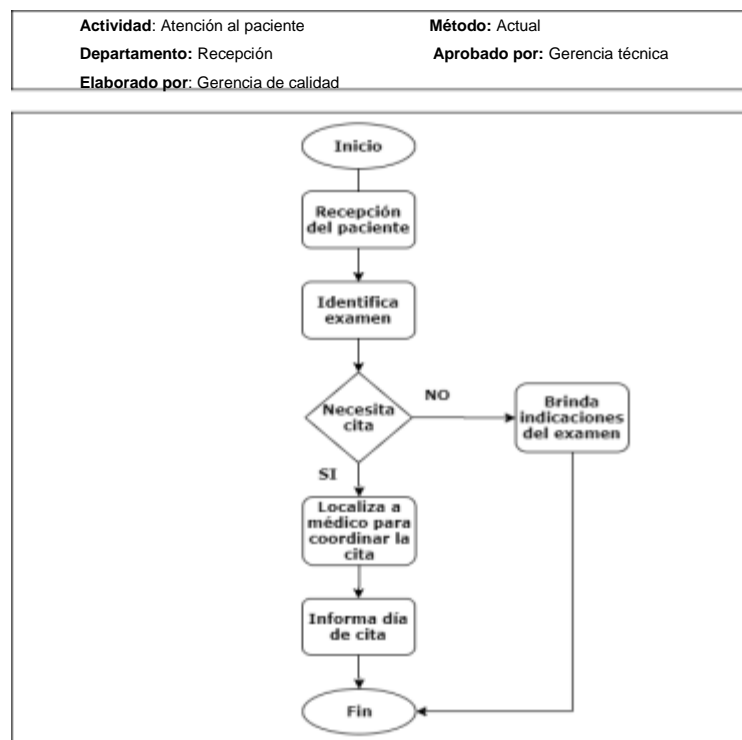 Actividad: Atención al paciente Método: Actual
Departamento: Recepción Aprobado por: Gerencia técnica
Elaborado por: Gerencia de calidad
Inicio
Recepción
del paciente
Identifica
examen
Necesita
cita
NO
Brinda
indicaciones
del examen
SI
Localiza a
médico para
coordinar la
cita
Informa día
de cita
Fin